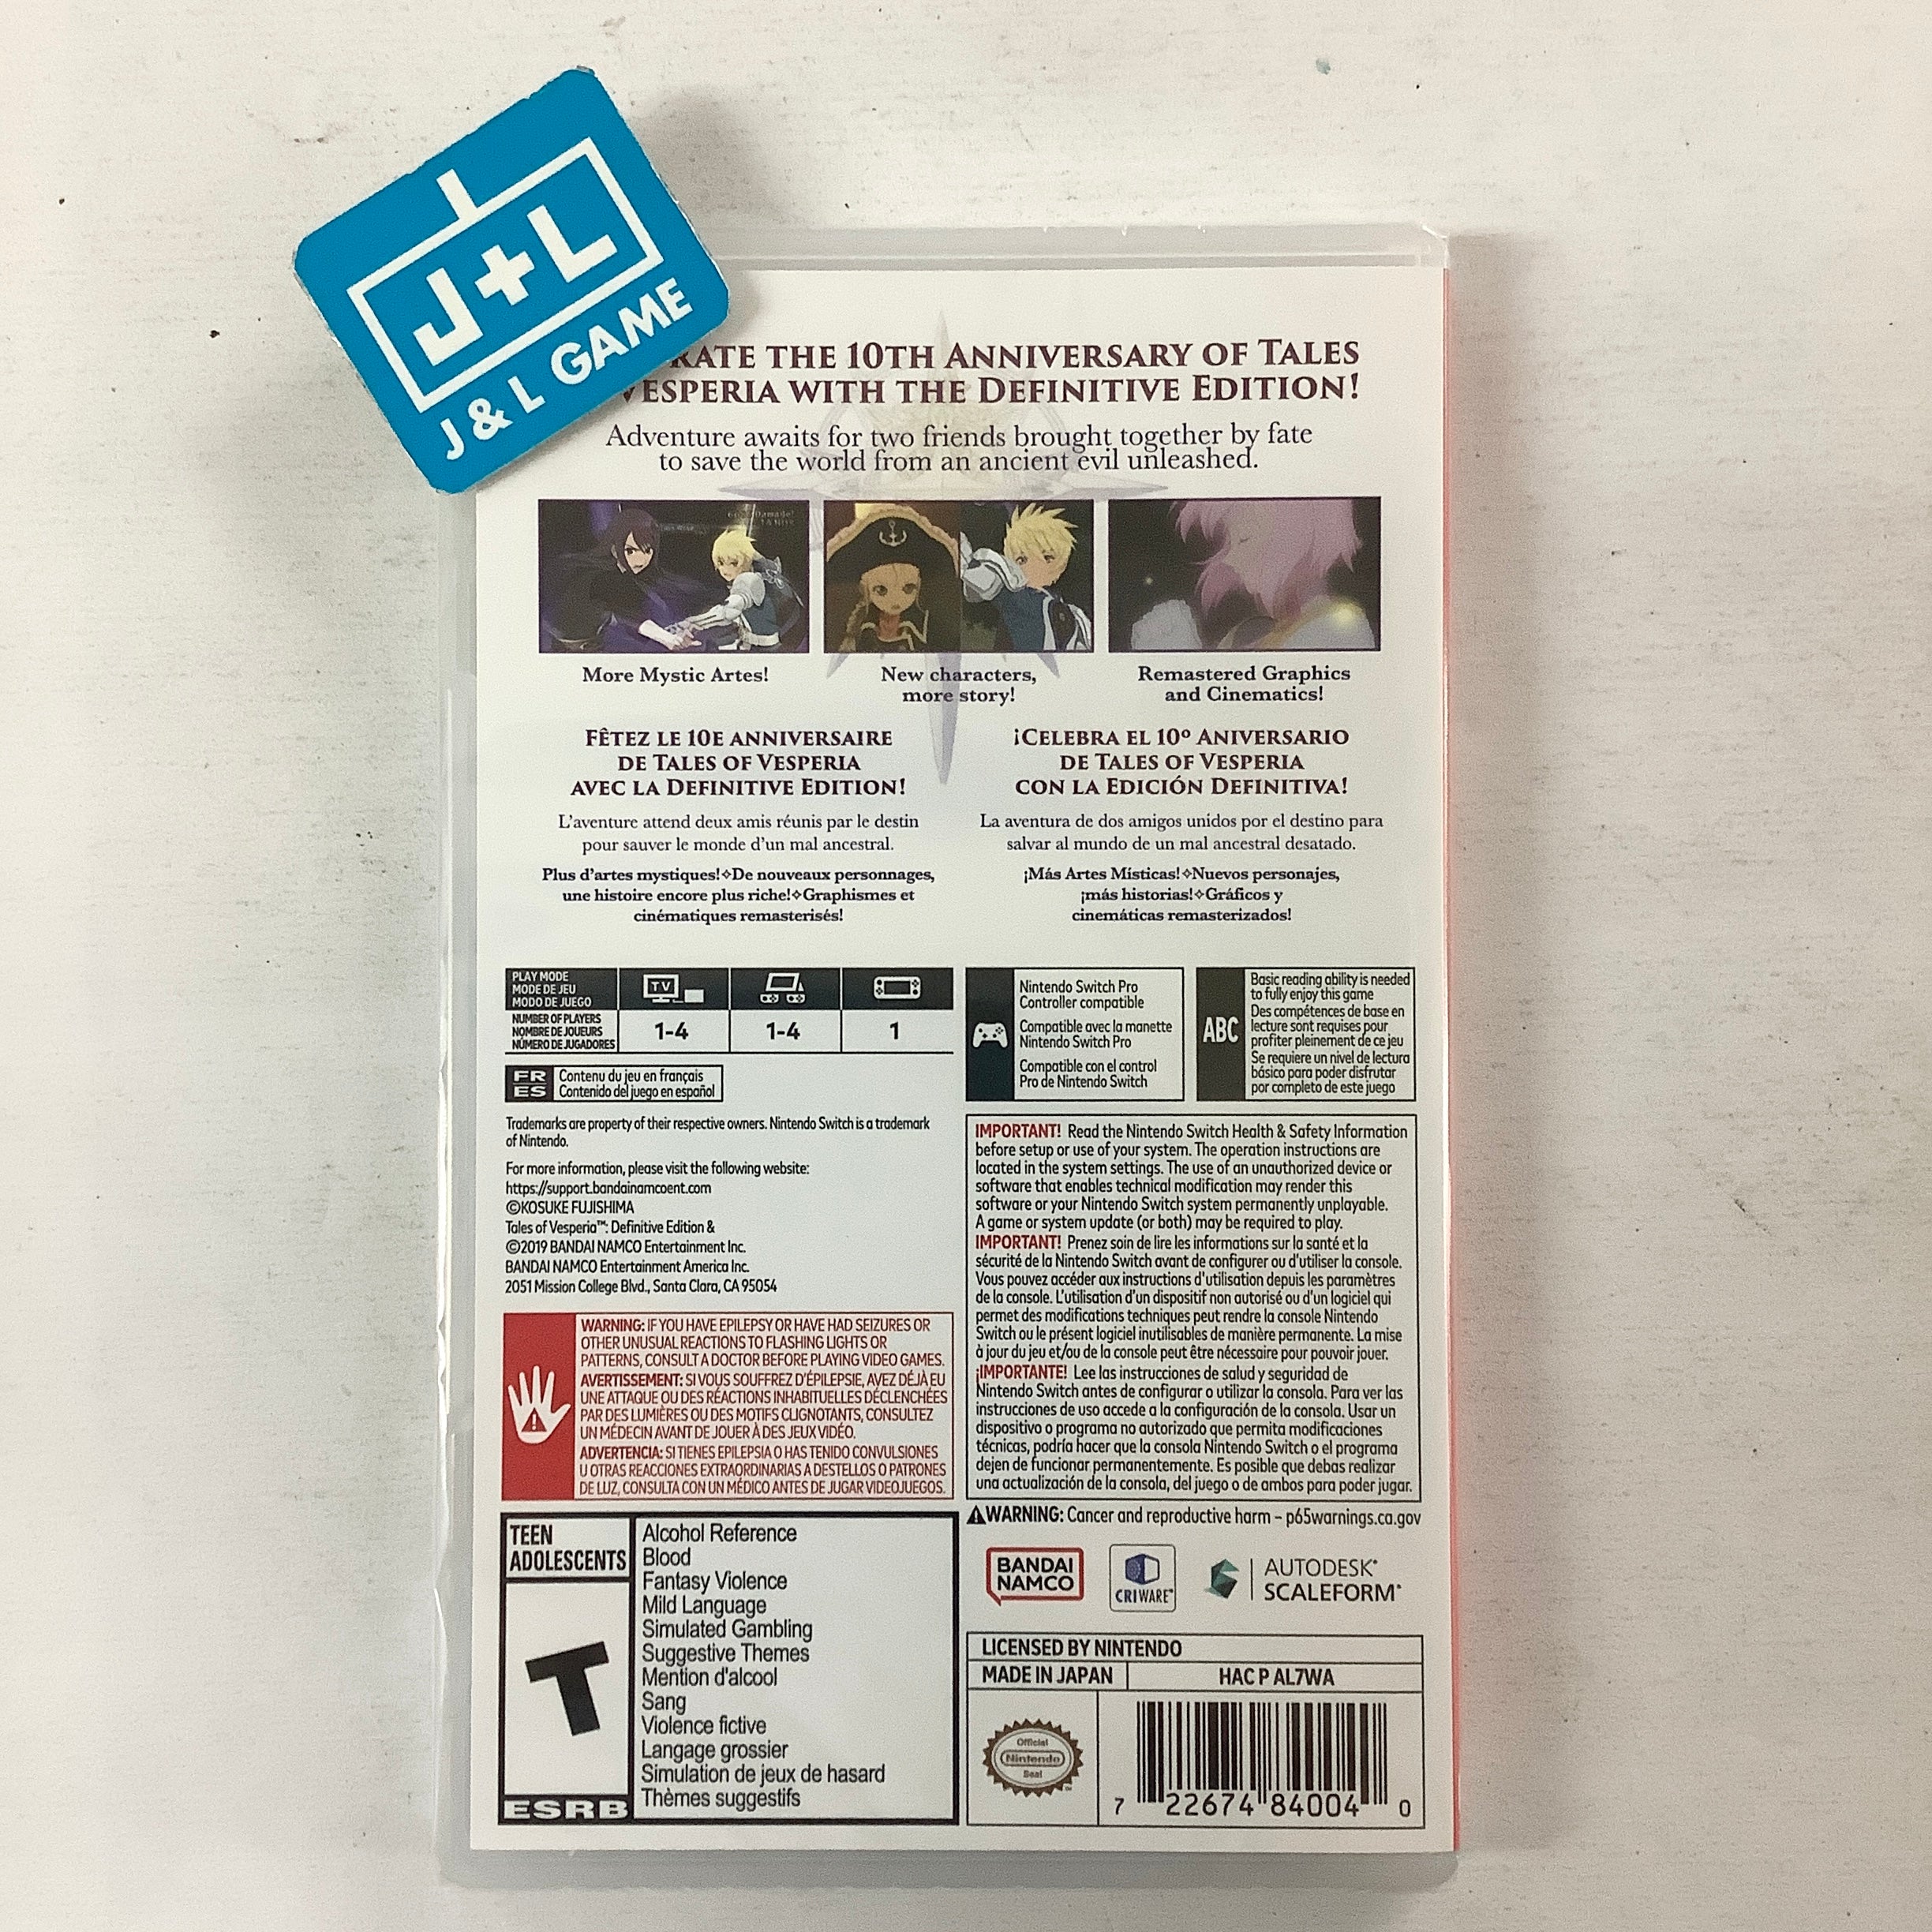 J+L
J & L GAME
RATE THE 10TH ANNIVERSARY OF TALES
VESPERIA WITH THE DEFINITIVE EDITION!
Adventure awaits for two friends brought together by fate
to save the world from an ancient evil unleashed.
More Mystic Artes!
New characters,
more story!
Remastered Graphics
and Cinematics!
FÊTEZ LE 10E ANNIVERSAIRE
DE TALES OF VESPERIA
AVEC LA DEFINITIVE EDITION!
L'aventure attend deux amis réunis par le destin
pour sauver le monde d'un mal ancestral.
Plus d'artes mystiques!✧De nouveaux personnages,
une histoire encore plus riche!✧Graphismes et
cinématiques remasterisés!
¡CELEBRA EL 10º ANIVERSARIO
DE TALES OF VESPERIA
CON LA EDICIÓN DEFINITIVA!
La aventura de dos amigos unidos por el destino para
salvar al mundo de un mal ancestral desatado.
¡Más Artes Místicas!✧Nuevos personajes,
¡más historias!✧Gráficos y
cinemáticas remasterizados!
PLAY MODE
MODE DE JEU
MODO DE JUEGO
TV
NUMBER OF PLAYERS
NOMBRE DE JOUEURS
NÚMERO DE JUGADORES
1-4
1-4
1
Nintendo Switch Pro
Controller compatible
Compatible avec la manette
Nintendo Switch Pro
Compatible con el control
Pro de Nintendo Switch
ABC
Basic reading ability is needed
to fully enjoy this game
Des compétences de base en
lecture sont requises pour
profiter pleinement de ce jeu
Se requiere un nivel de lectura
básico para poder disfrutar
por completo de este juego
FR
ES
Contenu du jeu en français
Contenido del juego en español
Trademarks are property of their respective owners. Nintendo Switch is a trademark
of Nintendo.
For more information, please visit the following website:
https://support.bandainamcoent.com
©KOSUKE FUJISHIMA
Tales of Vesperia™: Definitive Edition &
©2019 BANDAI NAMCO Entertainment Inc.
BANDAI NAMCO Entertainment America Inc.
2051 Mission College Blvd., Santa Clara, CA 95054
IMPORTANT! Read the Nintendo Switch Health & Safety Information
before setup or use of your system. The operation instructions are
located in the system settings. The use of an unauthorized device or
software that enables technical modification may render this
software or your Nintendo Switch system permanently unplayable.
A game or system update (or both) may be required to play.
IMPORTANT! Prenez soin de lire les informations sur la santé et la
sécurité de la Nintendo Switch avant de configurer ou d'utiliser la console.
Vous pouvez accéder aux instructions d'utilisation depuis les paramètres
de la console. L'utilisation d'un dispositif non autorisé ou d'un logiciel qui
permet des modifications techniques peut rendre la console Nintendo
Switch ou le présent logiciel inutilisables de manière permanente. La mise
à jour du jeu et/ou de la console peut être nécessaire pour pouvoir jouer.
¡IMPORTANTE! Lee las instrucciones de salud y seguridad de
Nintendo Switch antes de configurar o utilizar la consola. Para ver las
instrucciones de uso accede a la configuración de la consola. Usar un
dispositivo o programa no autorizado que permita modificaciones
técnicas, podría hacer que la consola Nintendo Switch o el programa
dejen de funcionar permanentemente. Es posible que debas realizar
una actualización de la consola, del juego o de ambos para poder jugar.
WARNING: IF YOU HAVE EPILEPSY OR HAVE HAD SEIZURES OR
OTHER UNUSUAL REACTIONS TO FLASHING LIGHTS OR
PATTERNS, CONSULT A DOCTOR BEFORE PLAYING VIDEO GAMES.
AVERTISSEMENT: SI VOUS SOUFFREZ D'ÉPILEPSIE, AVEZ DÉJÀ EU
UNE ATTAQUE OU DES RÉACTIONS INHABITUELLES DÉCLENCHÉES
PAR DES LUMIÈRES OU DES MOTIFS CLIGNOTANTS, CONSULTEZ
UN MÉDECIN AVANT DE JOUER À DES JEUX VIDÉO.
ADVERTENCIA: SI TIENES EPILEPSIA O HAS TENIDO CONVULSIONES
U OTRAS REACCIONES EXTRAORDINARIAS A DESTELLOS O PATRONES
DE LUZ, CONSULTA CON UN MÉDICO ANTES DE JUGAR VIDEOJUEGOS.
⚠WARNING: Cancer and reproductive harm – p65warnings.ca.gov
TEEN
ADOLESCENTS
T
ESRB
Alcohol Reference
Blood
Fantasy Violence
Mild Language
Simulated Gambling
Suggestive Themes
Mention d'alcool
Sang
Violence fictive
Langage grossier
Simulation de jeux de hasard
Thèmes suggestifs
BANDAI
NAMCO
CRIWARE™
AUTODESK®
SCALEFORM®
LICENSED BY NINTENDO
MADE IN JAPAN
HAC P AL7WA
Official
Nintendo
Seal
7 22674 84004 0